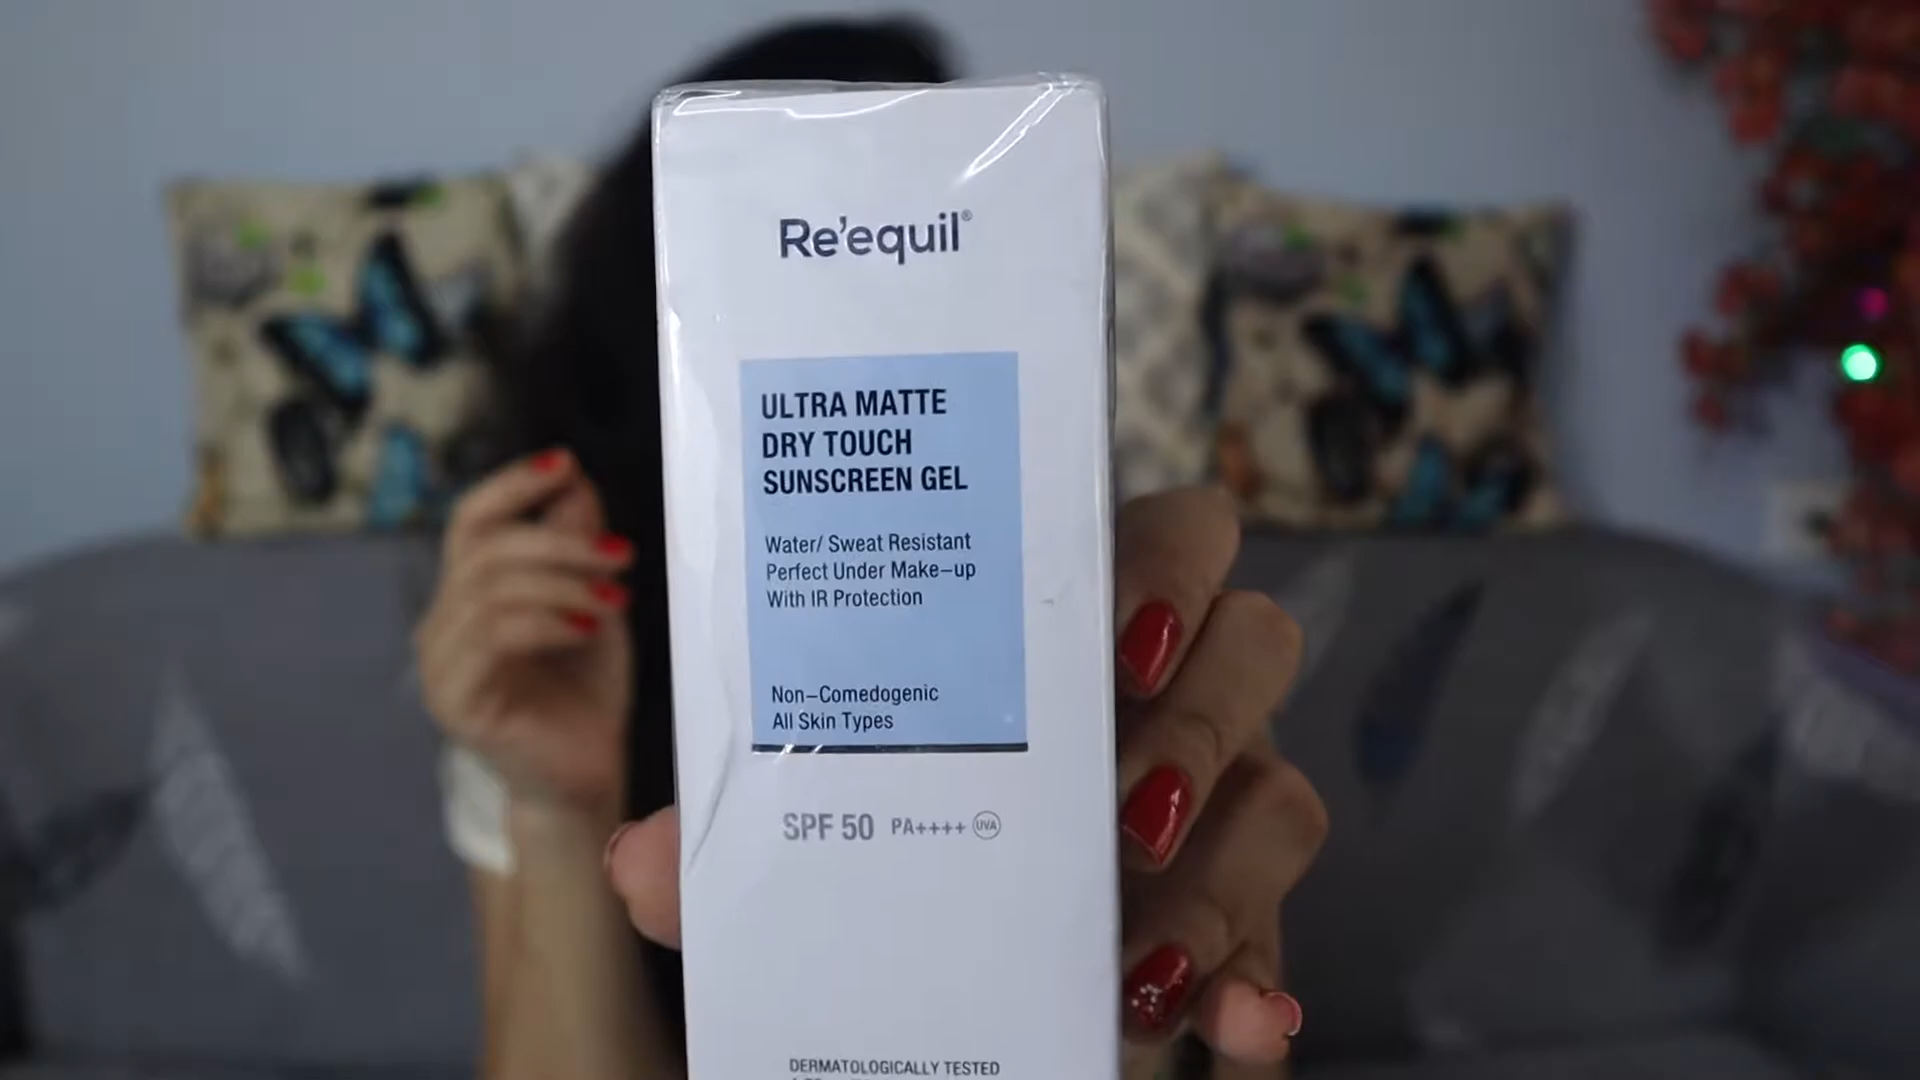 Re'equil®
ULTRA MATTE
DRY TOUCH
SUNSCREEN GEL
Water/ Sweat Resistant
Perfect Under Make-up
With IR Protection
Non-Comedogenic
All Skin Types
SPF 50 PA++++ UVA
DERMATOLOGICALLY TESTED